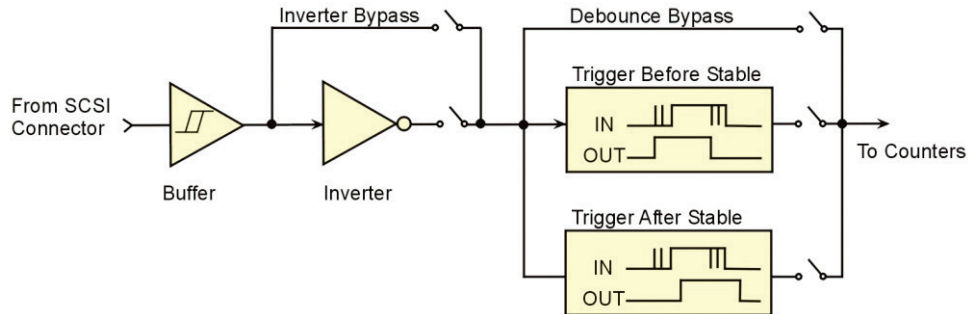 Inverter Bypass
Debounce Bypass
From SCSI
Connector
Buffer
Inverter
Trigger Before Stable
IN
OUT
To Counters
Trigger After Stable
IN
OUT